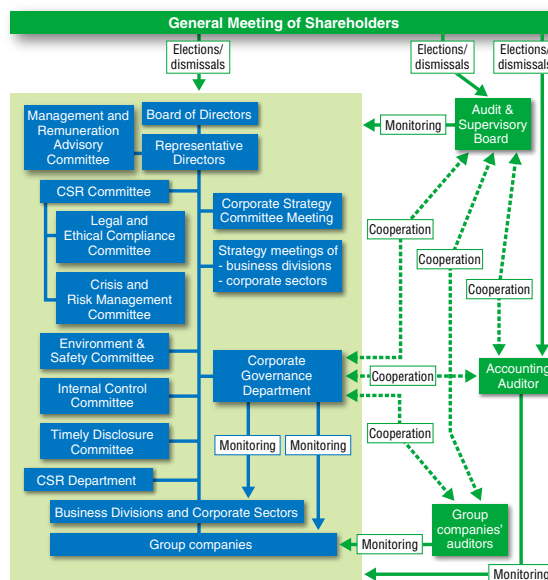 General Meeting of Shareholders
Elections/
dismissals
Elections/
dismissals
Elections/
dismissals
Management and
Remuneration
Advisory
Committee
Board of Directors
Representative
Directors
Monitoring
Audit &
Supervisory
Board
CSR Committee
Corporate Strategy
Committee Meeting
Legal and
Ethical Compliance
Committee
Cooperation
Cooperation
Strategy meetings of
- business divisions
- corporate sectors
Crisis and
Risk Management
Committee
Cooperation
Environment &
Safety Committee
Corporate
Governance
Department
Cooperation
Accounting
Auditor
Internal Control
Committee
Timely Disclosure
Committee
Monitoring
Monitoring
Cooperation
CSR Department
Business Divisions and Corporate Sectors
Group companies
Monitoring
Group
companies'
auditors
Monitoring